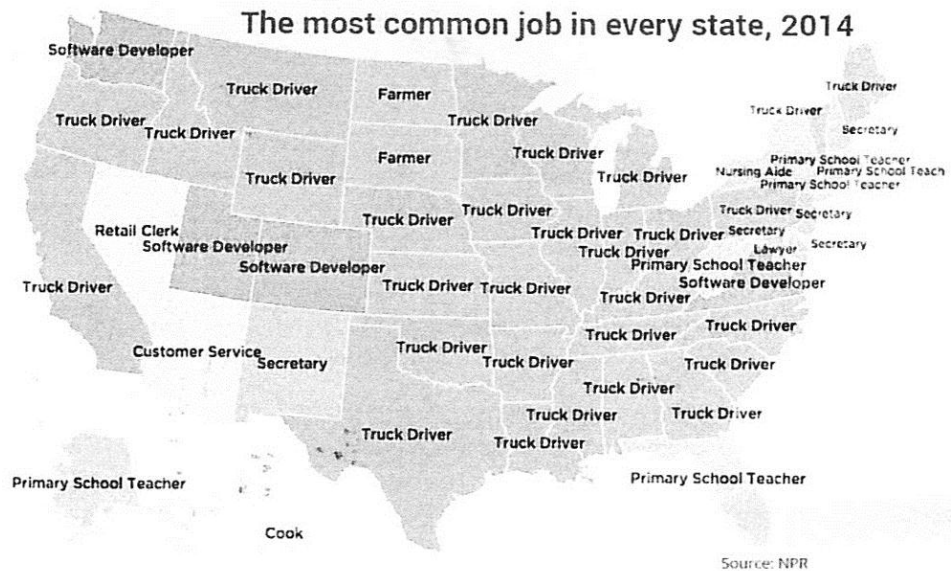 The most common job in every state, 2014
Software Developer
Truck Driver
Farmer
Truck Driver
Truck Driver
Truck Driver
Truck Driver
Truck Driver
Secretary
Truck Driver
Farmer
Truck Driver
Primary School Teacher
Truck Driver
Truck Driver
Nursing Aide
Primary School Teach
Primary School Teacher
Truck Driver
Truck Driver
Truck Driver
Secretary
Retail Clerk
Truck Driver
Truck Driver
Secretary
Software Developer
Truck Driver
Lawyer
Secretary
Software Developer
Primary School Teacher
Truck Driver
Truck Driver
Truck Driver
Software Developer
Truck Driver
Truck Driver
Truck Driver
Customer Service
Secretary
Truck Driver
Truck Driver
Truck Driver
Truck Driver
Truck Driver
Truck Driver
Truck Driver
Truck Driver
Primary School Teacher
Primary School Teacher
Cook
Source: NPR